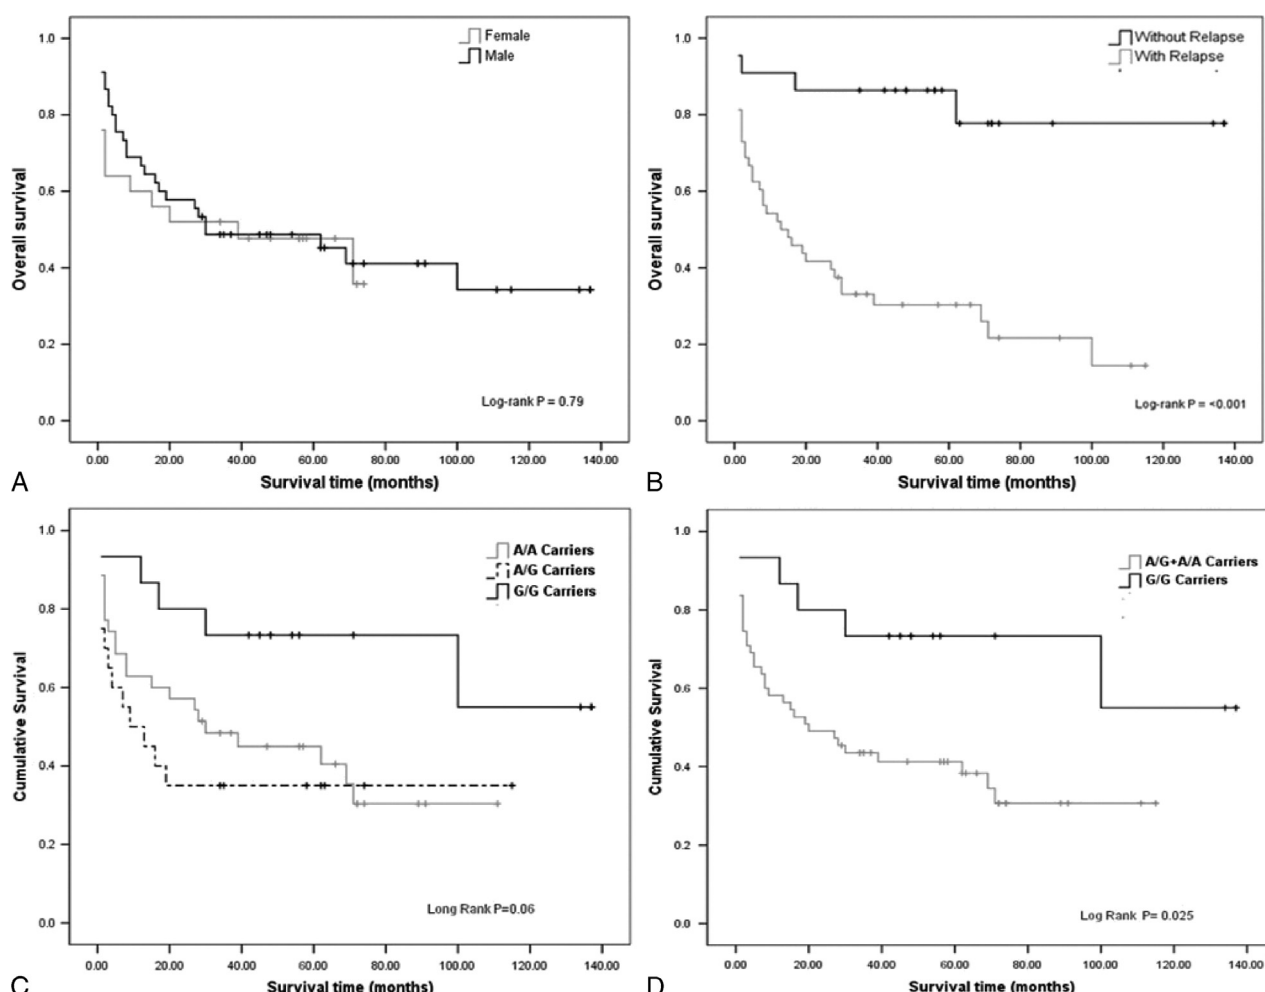 Female
Male
1.0
0.8
0.6
0.4
0.2
0.0
Overall survival
Log-rank P = 0.79
0.00 20.00 40.00 60.00 80.00 100.00 120.00 140.00
Survival time (months)
A
Without Relapse
With Relapse
1.0
0.8
0.6
0.4
0.2
0.0
Overall survival
Log-rank P = <0.001
0.00 20.00 40.00 60.00 80.00 100.00 120.00 140.00
Survival time (months)
B
A/A Carriers
A/G Carriers
G/G Carriers
1.0
0.8
0.6
0.4
0.2
0.0
Cumulative Survival
Long Rank P=0.06
0.00 20.00 40.00 60.00 80.00 100.00 120.00 140.00
Survival time (months)
C
A/G+A/A Carriers
G/G Carriers
1.0
0.8
0.6
0.4
0.2
0.0
Cumulative Survival
Log Rank P= 0.025
0.00 20.00 40.00 60.00 80.00 100.00 120.00 140.00
Survival time (months)
D